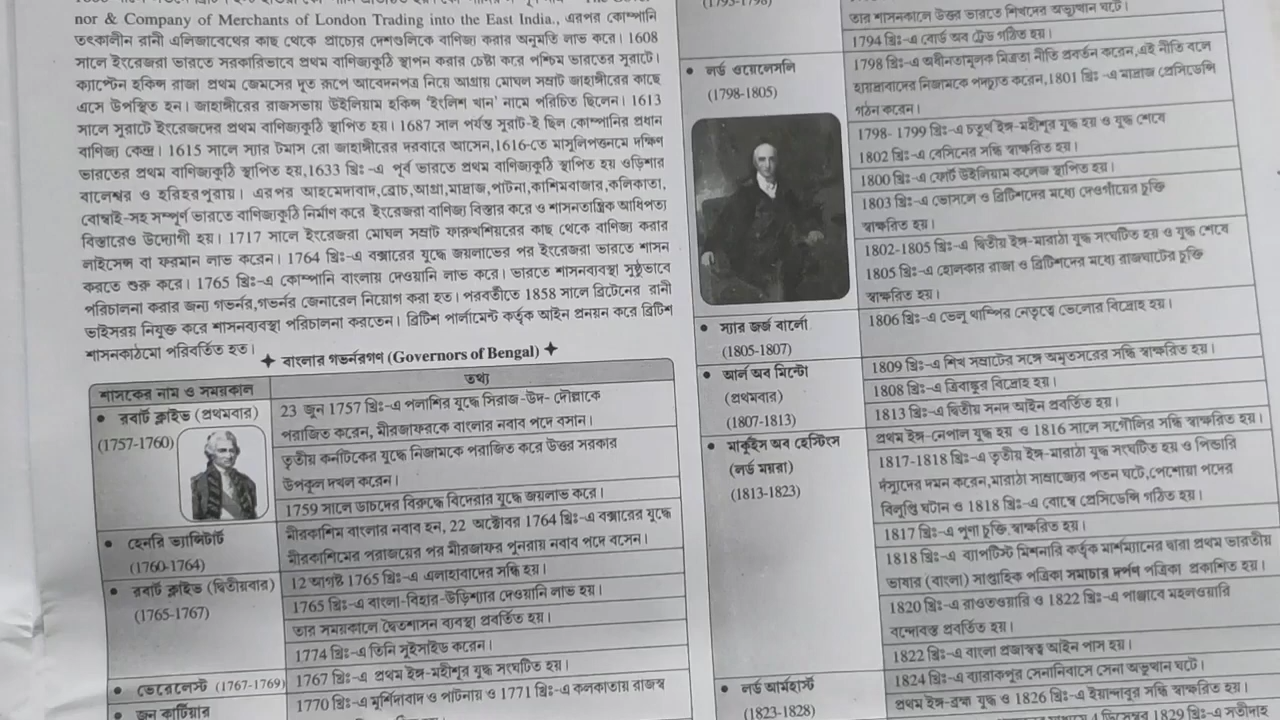 nor & Company of Merchants of London Trading into the East India., এরপর কোম্পানি
তৎকালীন রানী এলিজাবেথের কাছ থেকে প্রাচ্যের দেশগুলিকে বাণিজ্য করার অনুমতি লাভ করে। 1608
সালে ইংরেজরা ভারতে সরকারিভাবে প্রথম বাণিজ্যকুঠি স্থাপন করার চেষ্টা করে পশ্চিম ভারতের সুরাটে।
ক্যাপ্টেন হকিন্স রাজা প্রথম জেমসের দূত রূপে আবেদনপত্র নিয়ে আগ্রায় মোঘল সম্রাট জাহাঙ্গীরের কাছে
এসে উপস্থিত হন। জাহাঙ্গীরের রাজসভায় উইলিয়াম হকিন্স 'ইংলিশ খান' নামে পরিচিত ছিলেন। 1613
সালে সুরাটে ইংরেজদের প্রথম বাণিজ্যকুঠি স্থাপিত হয়। 1687 সাল পর্যন্ত সুরাট-ই ছিল কোম্পানির প্রধান
বাণিজ্য কেন্দ্র। 1615 সালে স্যার টমাস রো জাহাঙ্গীরের দরবারে আসেন,1616-তে মাসুলিপত্তনমে দক্ষিণ
ভারতের প্রথম বাণিজ্যকুঠি স্থাপিত হয়,1633 খ্রিঃ-এ পূর্ব ভারতে প্রথম বাণিজ্যকুঠি স্থাপিত হয় ওড়িশার
বালেশ্বর ও হরিহরপুরায়। এরপর আহমেদাবাদ,ব্রোচ,আগ্রা,মাদ্রাজ,পাটনা,কাশিমবাজার,কলিকাতা,
বোম্বাই-সহ সম্পূর্ণ ভারতে বাণিজ্যকুঠি নির্মাণ করে ইংরেজরা বাণিজ্য বিস্তার করে ও শাসনতান্ত্রিক আধিপত্য
বিস্তারেও উদ্যোগী হয়। 1717 সালে ইংরেজরা মোঘল সম্রাট ফারুখশিয়রের কাছ থেকে বাণিজ্য করার
লাইসেন্স বা ফরমান লাভ করেন। 1764 খ্রিঃ-এ বক্সারের যুদ্ধে জয়লাভের পর ইংরেজরা ভারতে শাসন
করতে শুরু করে। 1765 খ্রিঃ-এ কোম্পানি বাংলায় দেওয়ানি লাভ করে। ভারতে শাসনব্যবস্থা সুষ্ঠুভাবে
পরিচালনা করার জন্য গভর্নর,গভর্নর জেনারেল নিয়োগ করা হত। পরবর্তীতে 1858 সালে ব্রিটেনের রানী
ভাইসরয় নিযুক্ত করে শাসনব্যবস্থা পরিচালনা করতেন। ব্রিটিশ পার্লামেন্ট কর্তৃক আইন প্রনয়ন করে ব্রিটিশ
শাসনকাঠামো পরিবর্তিত হত।
✦ বাংলার গভর্নরগণ (Governors of Bengal) ✦
শাসকের নাম ও সময়কাল
তথ্য
• রবার্ট ক্লাইভ (প্রথমবার)
(1757-1760)
23 জুন 1757 খ্রিঃ-এ পলাশির যুদ্ধে সিরাজ-উদ-দৌল্লাকে
পরাজিত করেন, মীরজাফরকে বাংলার নবাব পদে বসান।
তৃতীয় কর্নাটকের যুদ্ধে নিজামকে পরাজিত করে উত্তর সরকার
উপকূল দখল করেন।
1759 সালে ডাচদের বিরুদ্ধে বিদেরার যুদ্ধে জয়লাভ করে।
• হেনরি ভ্যান্সিটার্ট
(1760-1764)
মীরকাশিম বাংলার নবাব হন, 22 অক্টোবর 1764 খ্রিঃ-এ বক্সারের যুদ্ধে
মীরকাশিমের পরাজয়ের পর মীরজাফর পুনরায় নবাব পদে বসেন।
• রবার্ট ক্লাইভ (দ্বিতীয়বার)
(1765-1767)
12 আগষ্ট 1765 খ্রিঃ-এ এলাহাবাদের সন্ধি হয়।
1765 খ্রিঃ-এ বাংলা-বিহার-উড়িশ্যার দেওয়ানি লাভ হয়।
তার সময়কালে দ্বৈতশাসন ব্যবস্থা প্রবর্তিত হয়।
1774 খ্রিঃ-এ তিনি সুইসাইড করেন।
• ভেরেলেস্ট (1767-1769)
1767 খ্রিঃ-এ প্রথম ইঙ্গ-মহীশূর যুদ্ধ সংঘটিত হয়।
• জন কার্টিয়ার
1770 খ্রিঃ-এ মুর্শিদাবাদ ও পাটনায় ও 1771 খ্রিঃ-এ কলকাতায় রাজস্ব
(1793-1798)
তার শাসনকালে উত্তর ভারতে শিখদের অভ্যুত্থান ঘটে।
1794 খ্রিঃ-এ বোর্ড অব ট্রেড গঠিত হয়।
• লর্ড ওয়েলেসলি
(1798-1805)
1798 খ্রিঃ-এ অধীনতামূলক মিত্রতা নীতি প্রবর্তন করেন,এই নীতি বলে
হায়দ্রাবাদের নিজামকে পদচ্যুত করেন,1801 খ্রিঃ -এ মাদ্রাজ প্রেসিডেন্সি
গঠন করেন।
1798- 1799 খ্রিঃ-এ চতুর্থ ইঙ্গ-মহীশূর যুদ্ধ হয় ও যুদ্ধ শেষে
1802 খ্রিঃ-এ বেসিনের সন্ধি স্বাক্ষরিত হয়।
1800 খ্রিঃ-এ ফোর্ট উইলিয়াম কলেজ স্থাপিত হয়।
1803 খ্রিঃ-এ ভোসলে ও ব্রিটিশদের মধ্যে দেওগাঁয়ের চুক্তি
স্বাক্ষরিত হয়।
1802-1805 খ্রিঃ-এ দ্বিতীয় ইঙ্গ-মারাঠা যুদ্ধ সংঘটিত হয় ও যুদ্ধ শেষে
1805 খ্রিঃ-এ হোলকার রাজা ও ব্রিটিশদের মধ্যে রাজঘাটের চুক্তি
স্বাক্ষরিত হয়।
• স্যার জর্জ বার্লো
(1805-1807)
1806 খ্রিঃ-এ ভেলু থাম্পির নেতৃত্বে ভেলোর বিদ্রোহ হয়।
• আর্ল অব মিন্টো
(প্রথমবার)
(1807-1813)
1809 খ্রিঃ-এ শিখ সম্রাটের সঙ্গে অমৃতসরের সন্ধি স্বাক্ষরিত হয়।
1808 খ্রিঃ-এ ত্রিবাঙ্কুর বিদ্রোহ হয়।
1813 খ্রিঃ-এ দ্বিতীয় সনদ আইন প্রবর্তিত হয়।
• মার্কুইস অব হেস্টিংস
(লর্ড ময়রা)
(1813-1823)
প্রথম ইঙ্গ-নেপাল যুদ্ধ হয় ও 1816 সালে সগৌলির সন্ধি স্বাক্ষরিত হয়।
1817-1818 খ্রিঃ-এ তৃতীয় ইঙ্গ-মারাঠা যুদ্ধ সংঘটিত হয় ও পিন্ডারি
দস্যুদের দমন করেন,মারাঠা সাম্রাজ্যের পতন ঘটে,পেশোয়া পদের
বিলুপ্তি ঘটান ও 1818 খ্রিঃ-এ বোম্বে প্রেসিডেন্সি গঠিত হয়।
1817 খ্রিঃ-এ পুণা চুক্তি স্বাক্ষরিত হয়।
1818 খ্রিঃ-এ ব্যাপটিস্ট মিশনারি কর্তৃক মার্শম্যানের দ্বারা প্রথম ভারতীয়
ভাষার (বাংলা) সাপ্তাহিক পত্রিকা সমাচার দর্পণ পত্রিকা প্রকাশিত হয়।
1820 খ্রিঃ-এ রাওতওয়ারি ও 1822 খ্রিঃ-এ পাঞ্জাবে মহলওয়ারি
বন্দোবস্ত প্রবর্তিত হয়।
1822 খ্রিঃ-এ বাংলা প্রজাস্বত্ব আইন পাস হয়।
• লর্ড আর্মহার্স্ট
(1823-1828)
1824 খ্রিঃ-এ ব্যারাকপুর সেনানিবাসে সেনা অভ্যুত্থান ঘটে।
প্রথম ইঙ্গ-ব্রহ্ম যুদ্ধ ও 1826 খ্রিঃ-এ ইয়ান্দাবুর সন্ধি স্বাক্ষরিত হয়।
1829 খ্রিঃ-এ সতীদাহ